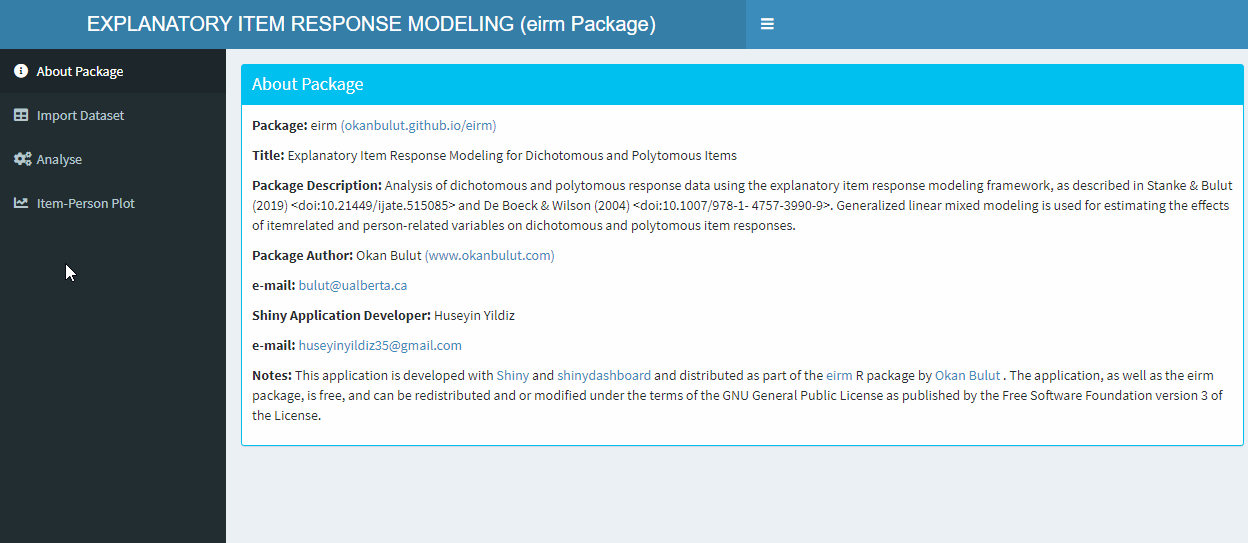 EXPLANATORY ITEM RESPONSE MODELING (eirm Package)
About Package
Import Dataset
Analyse
Item-Person Plot
About Package
Package: eirm (okanbulut.github.io/eirm)
Title: Explanatory Item Response Modeling for Dichotomous and Polytomous Items
Package Description: Analysis of dichotomous and polytomous response data using the explanatory item response modeling framework, as described in Stanke & Bulut
(2019) <doi:10.21449/ijate.515085> and De Boeck & Wilson (2004) <doi:10.1007/978-1- 4757-3990-9>. Generalized linear mixed modeling is used for estimating the effects
of itemrelated and person-related variables on dichotomous and polytomous item responses.
Package Author: Okan Bulut (www.okanbulut.com)
e-mail: bulut@ualberta.ca
Shiny Application Developer: Huseyin Yildiz
e-mail: huseyinyildiz35@gmail.com
Notes: This application is developed with Shiny and shinydashboard and distributed as part of the eirm R package by Okan Bulut . The application, as well as the eirm
package, is free, and can be redistributed and or modified under the terms of the GNU General Public License as published by the Free Software Foundation version 3 of
the License.